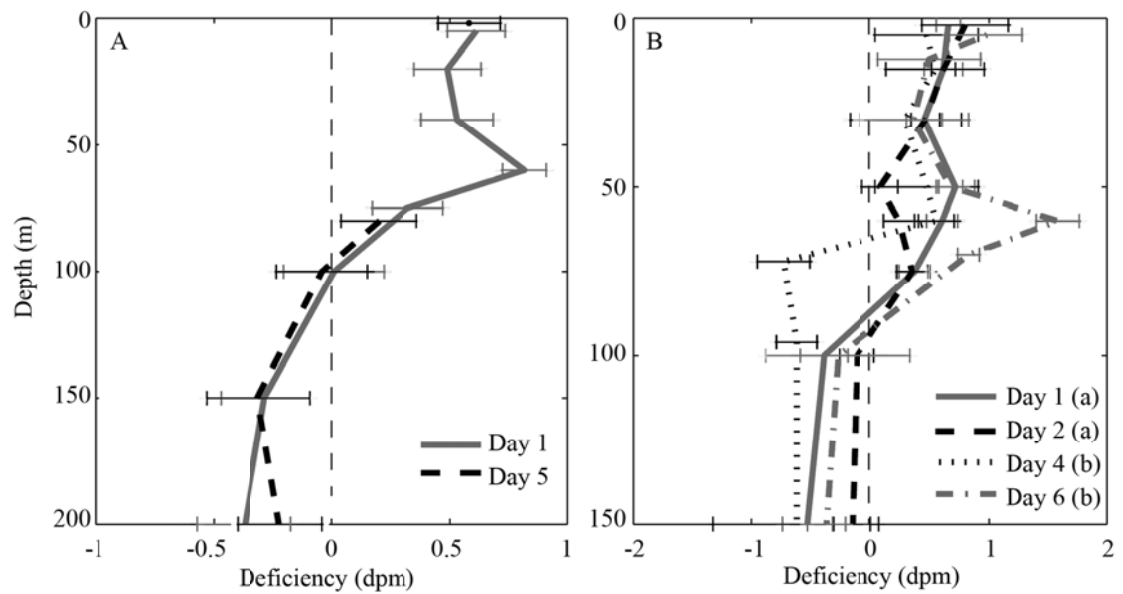 A
Depth (m)
0
50
100
150
200
-1
-0.5
0
0.5
1
Deficiency (dpm)
Day 1
Day 5
B
0
50
100
150
-2
-1
0
1
2
Deficiency (dpm)
Day 1 (a)
Day 2 (a)
Day 4 (b)
Day 6 (b)